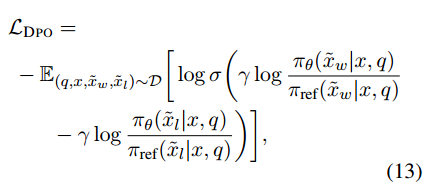 ℒ_DPO =
− 𝔼_{(q,x,x̃_w,x̃_l)∼𝒟} [ log σ ( γ log π_θ(x̃_w|x, q) / π_ref(x̃_w|x, q)
− γ log π_θ(x̃_l|x, q) / π_ref(x̃_l|x, q) ) ],
(13)